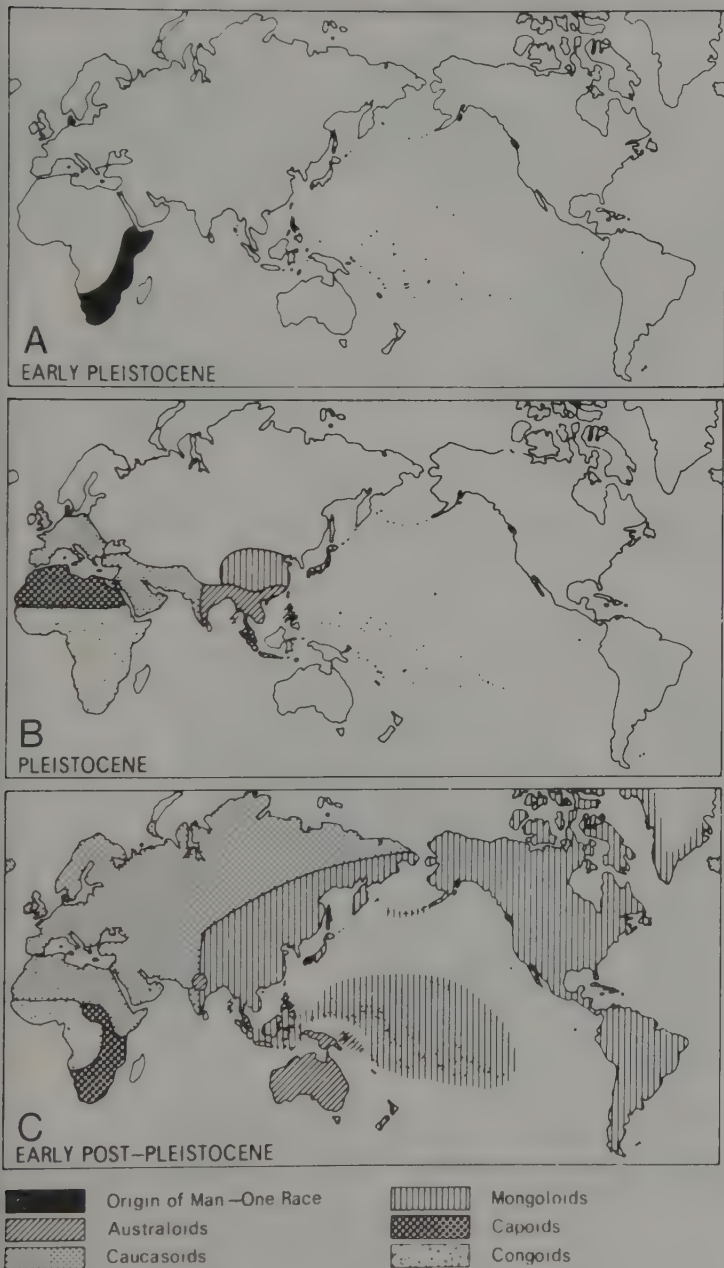 A
EARLY PLEISTOCENE
B
PLEISTOCENE
C
EARLY POST-PLEISTOCENE
Origin of Man-One Race
Australoids
Caucasoids
Mongoloids
Capoids
Congoids